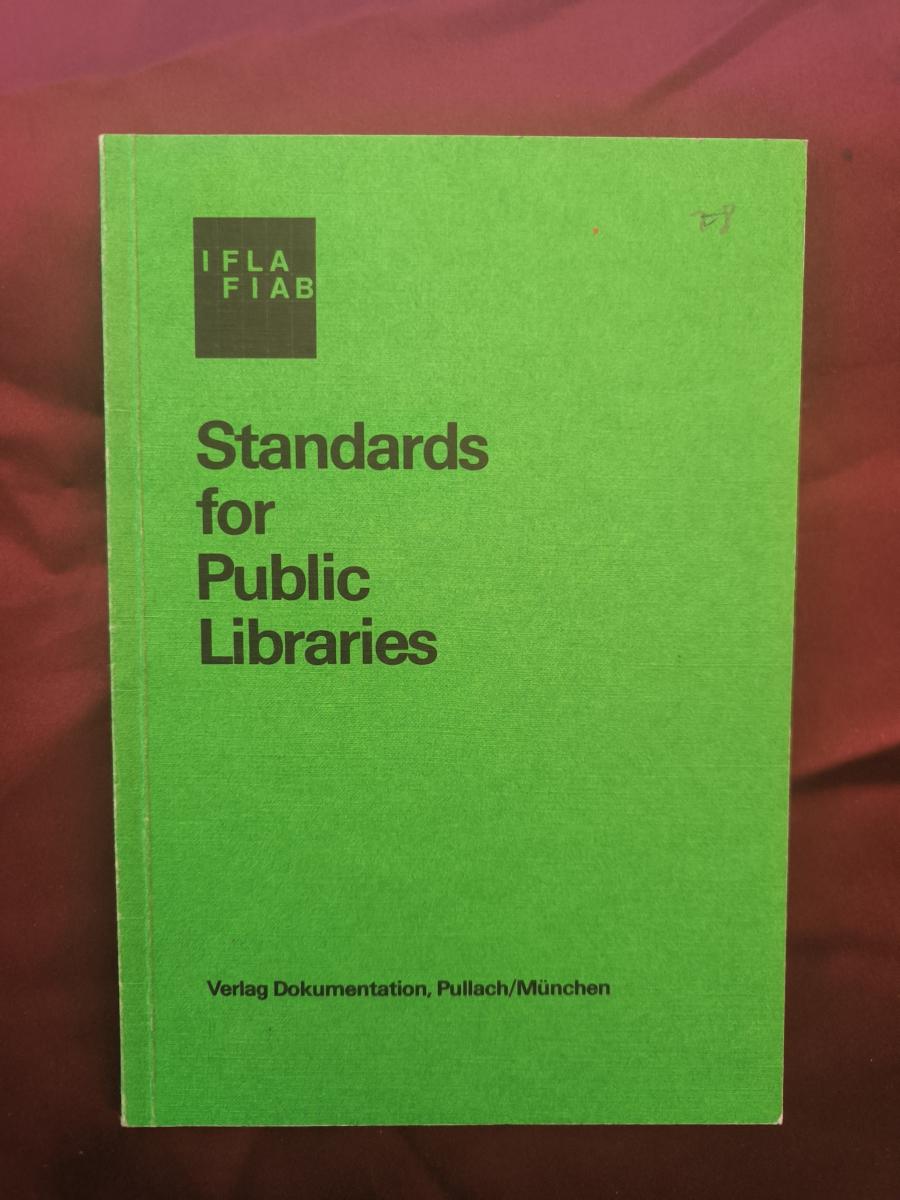 IFLA
FIAB
Standards
for
Public
Libraries
Verlag Dokumentation, Pullach/München